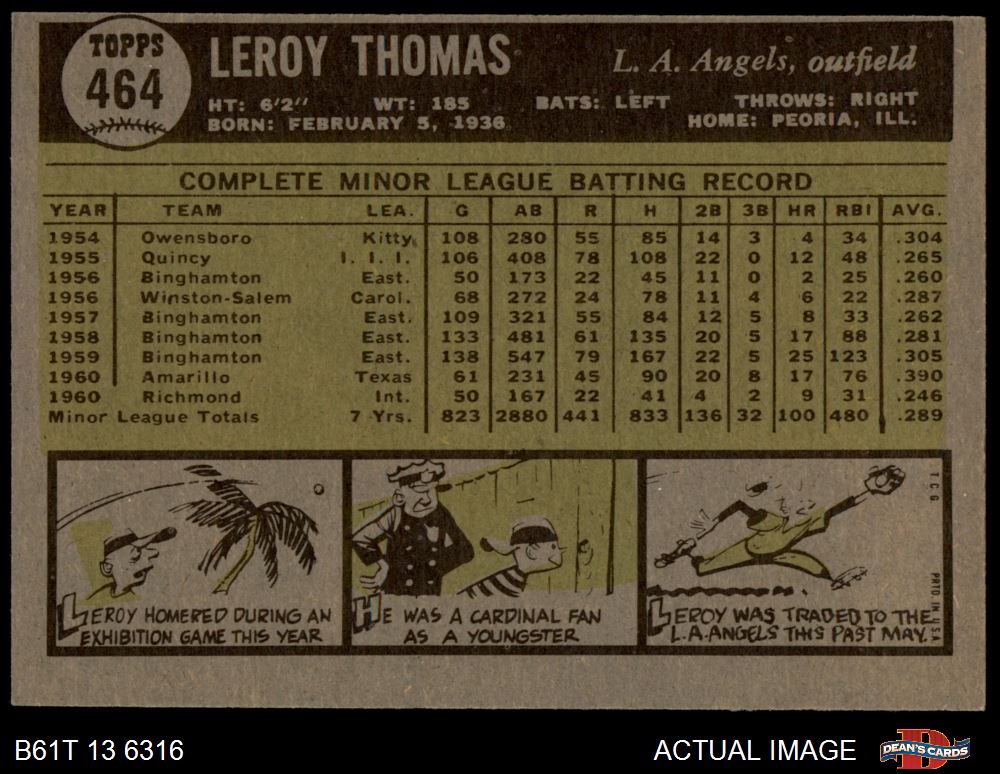 TOPPS
464
LEROY THOMAS
L. A. Angels, outfield
HT: 6'2" WT: 185 BATS: LEFT THROWS: RIGHT
BORN: FEBRUARY 5, 1936 HOME: PEORIA, ILL.
COMPLETE MINOR LEAGUE BATTING RECORD
YEAR TEAM LEA. G AB R H 2B 3B HR RBI AVG.
1954 Owensboro Kitty 108 280 55 85 14 3 4 34 .304
1955 Quincy I. I. I. 106 408 78 108 22 0 12 48 .265
1956 Binghamton East. 50 173 22 45 11 0 2 25 .260
1956 Winston-Salem Carol. 68 272 24 78 11 4 6 22 .287
1957 Binghamton East. 109 321 55 84 12 5 8 33 .262
1958 Binghamton East. 133 481 61 135 20 5 17 88 .281
1959 Binghamton East. 138 547 79 167 22 5 25 123 .305
1960 Amarillo Texas 61 231 45 90 20 8 17 76 .390
1960 Richmond Int. 50 167 22 41 4 2 9 31 .246
Minor League Totals 7 Yrs. 823 2880 441 833 136 32 100 480 .289
LEROY HOMERED DURING AN
EXHIBITION GAME THIS YEAR
HE WAS A CARDINAL FAN
AS A YOUNGSTER
LEROY WAS TRADED TO THE
L.A. ANGELS THIS PAST MAY.
T.C.G. PRTD. IN U.S.A.
B61T 13 6316
ACTUAL IMAGE
DEAN'S CARDS